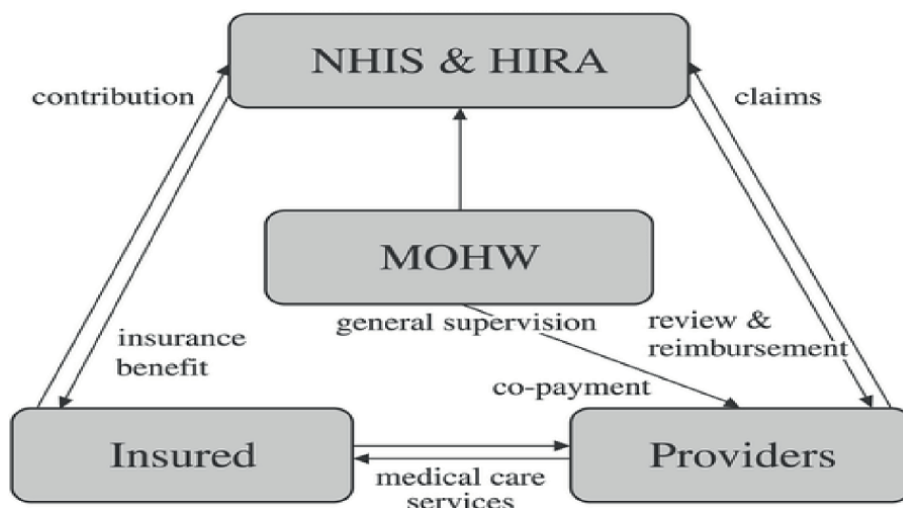 NHIS & HIRA
contribution
claims
MOHW
general supervision
insurance
benefit
review &
reimbursement
co-payment
Insured
Providers
medical care
services